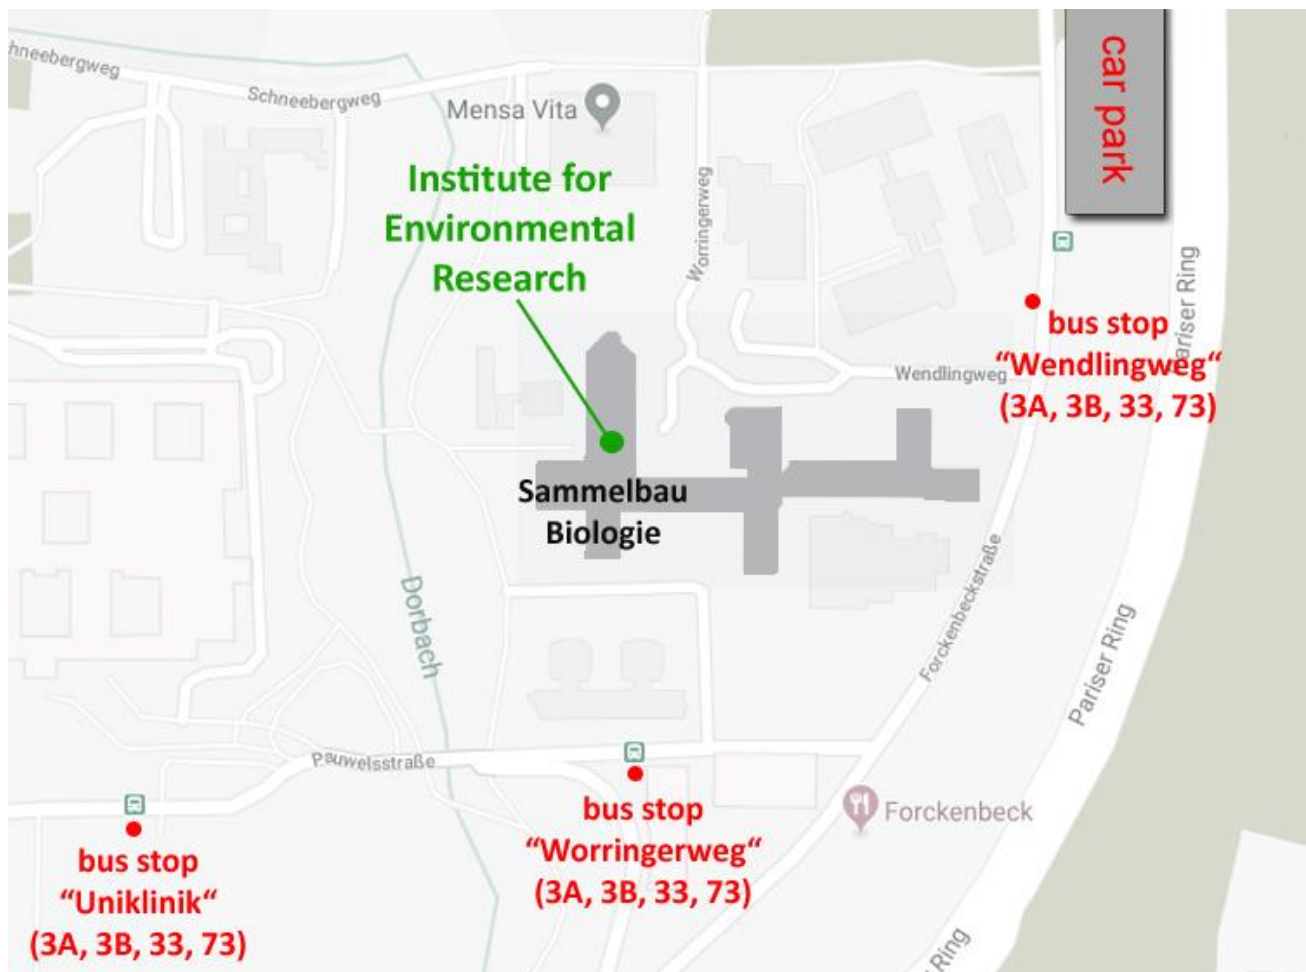 hneebergweg
Schneebergweg
Mensa Vita
car park
Institute for
Environmental
Research
Worringerweg
Pariser Ring
bus stop
“Wendlingweg“
(3A, 3B, 33, 73)
Wendlingweg
Sammelbau
Biologie
Dorbach
Forckenbeckstraße
Pariser Ring
Pauwelsstraße
bus stop
“Worringerweg“
(3A, 3B, 33, 73)
Forckenbeck
bus stop
“Uniklinik“
(3A, 3B, 33, 73)
Ring